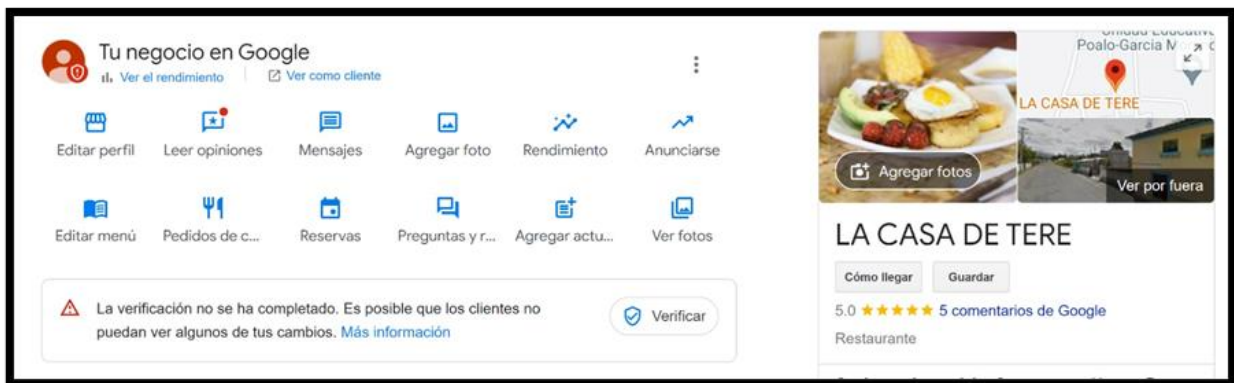 Tu negocio en Google
Ver el rendimiento
Ver como cliente
Editar perfil
Leer opiniones
Mensajes
Agregar foto
Rendimiento
Anunciarse
Editar menú
Pedidos de c...
Reservas
Preguntas y r...
Agregar actu...
Ver fotos
La verificación no se ha completado. Es posible que los clientes no
puedan ver algunos de tus cambios. Más información
Verificar
Agregar fotos
Poalo-Garcia
LA CASA DE TERE
Ver por fuera
LA CASA DE TERE
Cómo llegar
Guardar
5.0 ★★★★★ 5 comentarios de Google
Restaurante